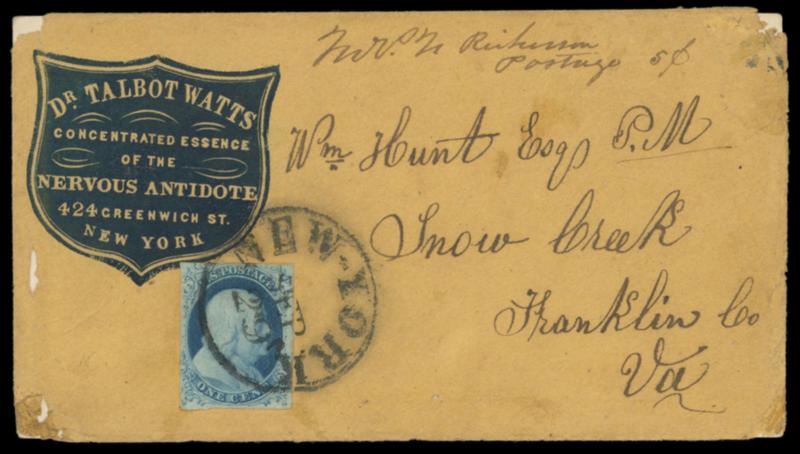 DR. TALBOT WATTS
CONCENTRATED ESSENCE
OF THE
NERVOUS ANTIDOTE
424 GREENWICH ST.
NEW YORK
Postage 5¢
Wm Hunt Esq P.M
Snow Creek
Franklin Co
Va
NEW-YORK
U.S. POSTAGE
ONE CENT